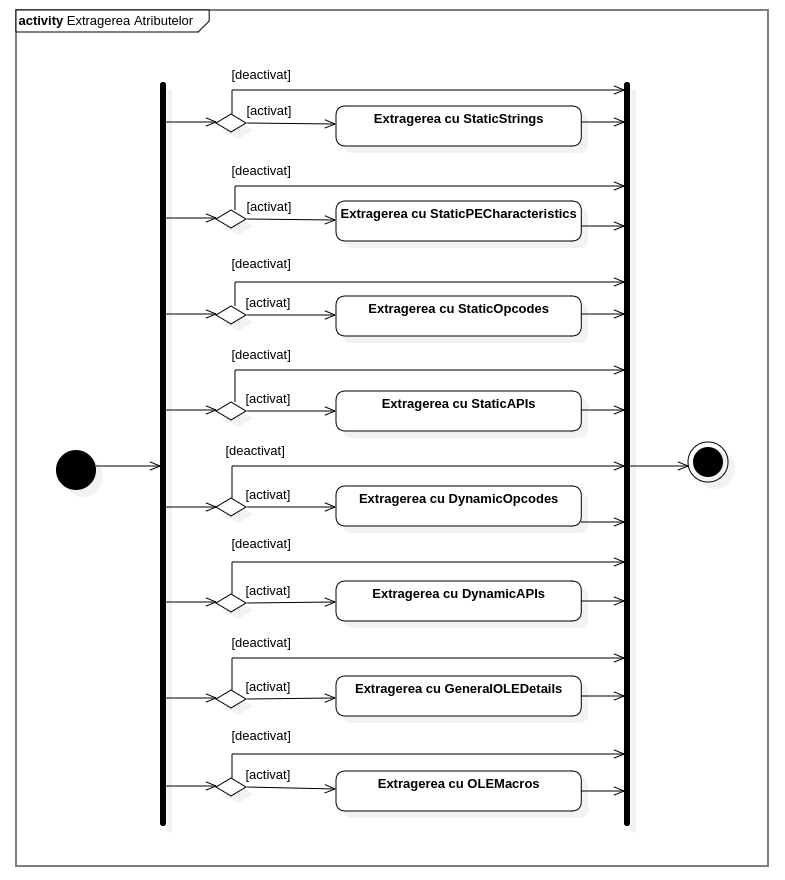 activity Extragerea Atributelor
[deactivat]
[activat]
Extragerea cu StaticStrings
[deactivat]
[activat]
Extragerea cu StaticPECharacteristics
[deactivat]
[activat]
Extragerea cu StaticOpcodes
[deactivat]
[activat]
Extragerea cu StaticAPIs
[deactivat]
[activat]
Extragerea cu DynamicOpcodes
[deactivat]
[activat]
Extragerea cu DynamicAPIs
[deactivat]
[activat]
Extragerea cu GeneralOLEDetails
[deactivat]
[activat]
Extragerea cu OLEMacros